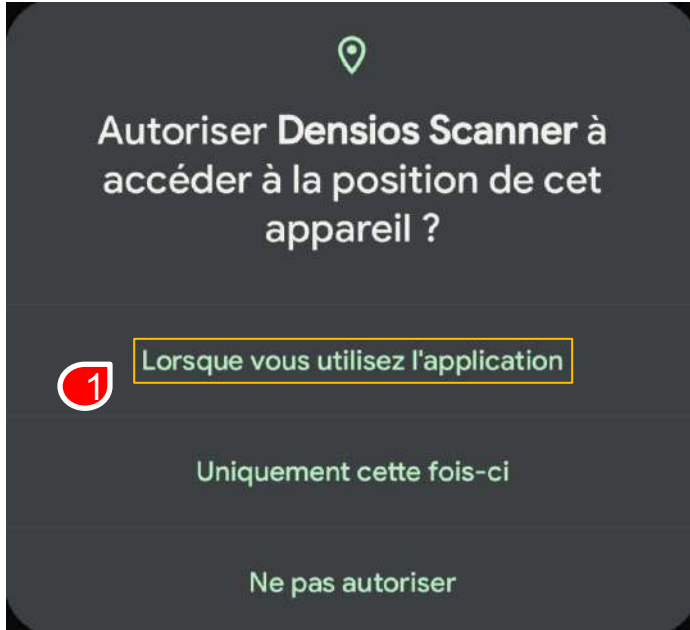 Autoriser Densios Scanner à
accéder à la position de cet
appareil ?
Lorsque vous utilisez l'application
1
Uniquement cette fois-ci
Ne pas autoriser